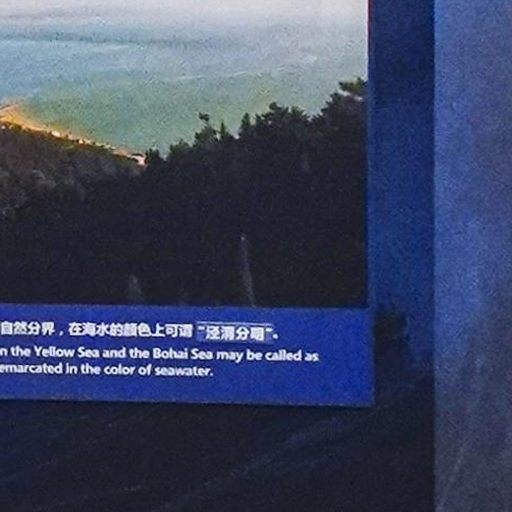 自然分界，在海水的颜色上可谓“泾渭分明”。
n the Yellow Sea and the Bohai Sea may be called as
emarcated in the color of seawater.